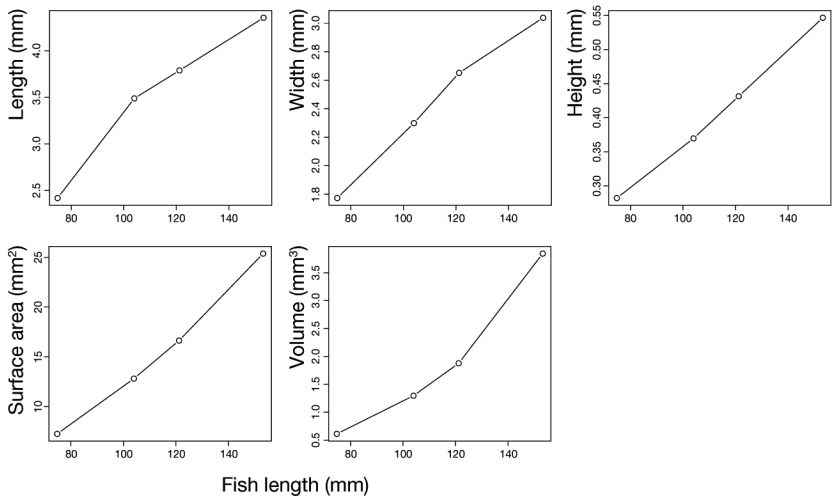 Length (mm)
4.0
3.5
3.0
2.5
80 100 120 140
Width (mm)
3.0
2.8
2.6
2.4
2.2
2.0
1.8
80 100 120 140
Height (mm)
0.55
0.50
0.45
0.40
0.35
0.30
80 100 120 140
Surface area (mm²)
25
20
15
10
80 100 120 140
Volume (mm³)
3.5
3.0
2.5
2.0
1.5
1.0
0.5
80 100 120 140
Fish length (mm)